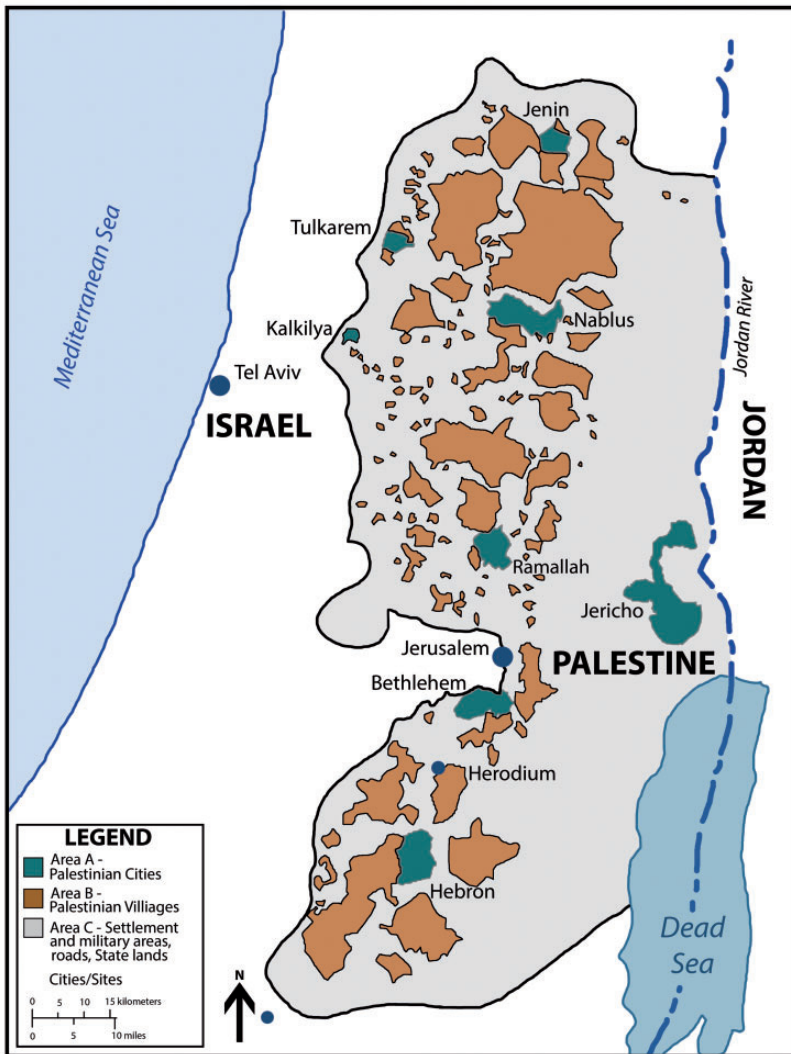 Jenin
Tulkarem
Mediterranean Sea
Nablus
Kalkilya
Jordan River
Tel Aviv
ISRAEL
JORDAN
Ramallah
Jericho
Jerusalem
PALESTINE
Bethlehem
Herodium
Hebron
Dead
Sea
LEGEND
Area A -
Palestinian Cities
Area B -
Palestinian Villiages
Area C - Settlement
and military areas,
roads, State lands
Cities/Sites
0 5 10 15 kilometers
0 5 10 miles
N